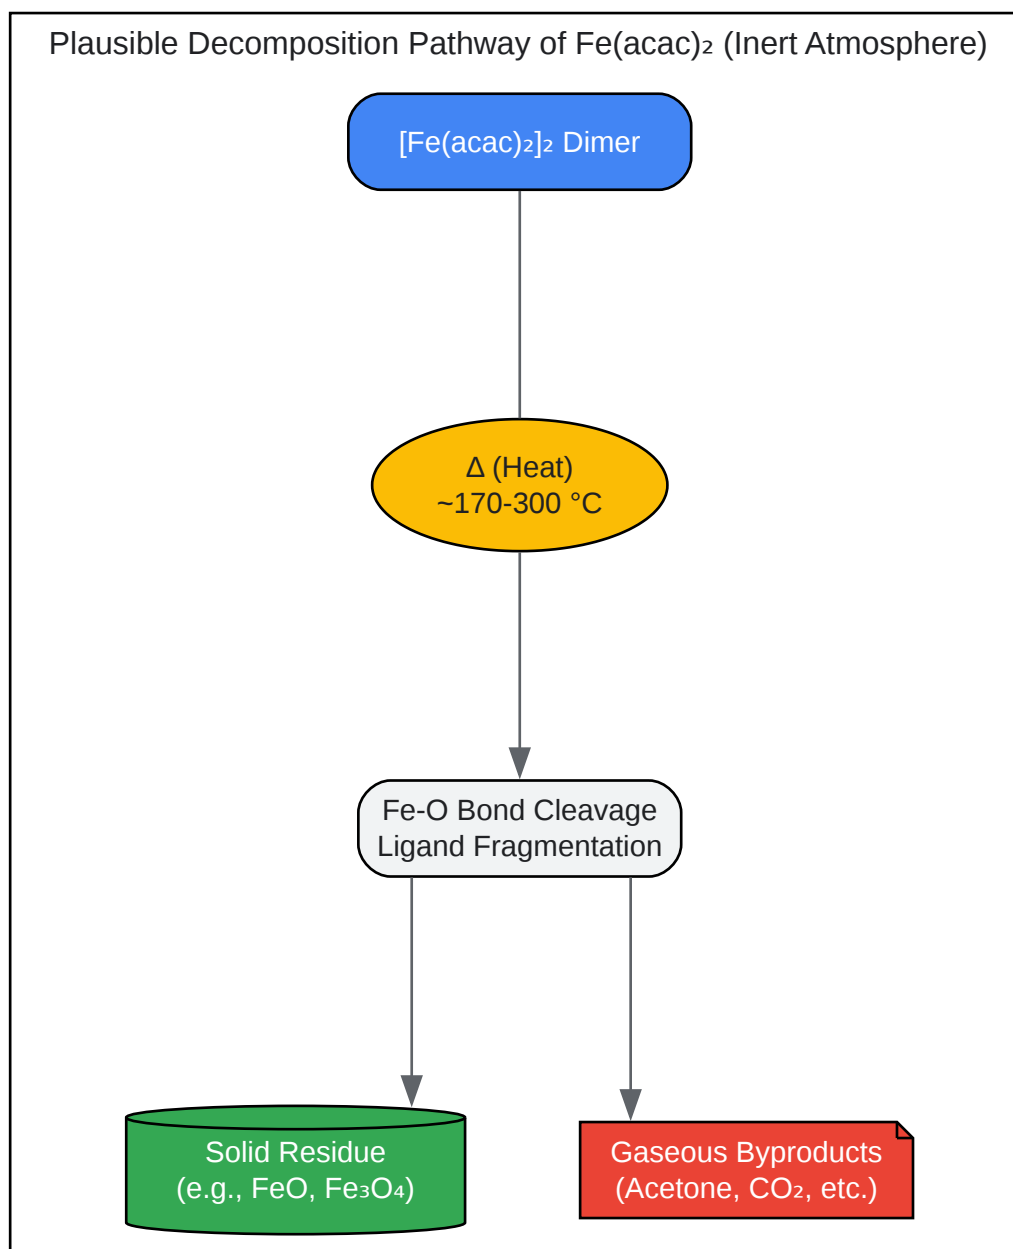 Plausible Decomposition Pathway of Fe(acac)₂ (Inert Atmosphere)
[Fe(acac)₂]₂ Dimer
Δ (Heat)
~170-300 °C
Fe-O Bond Cleavage
Ligand Fragmentation
Solid Residue
(e.g., FeO, Fe₃O₄)
Gaseous Byproducts
(Acetone, CO₂, etc.)